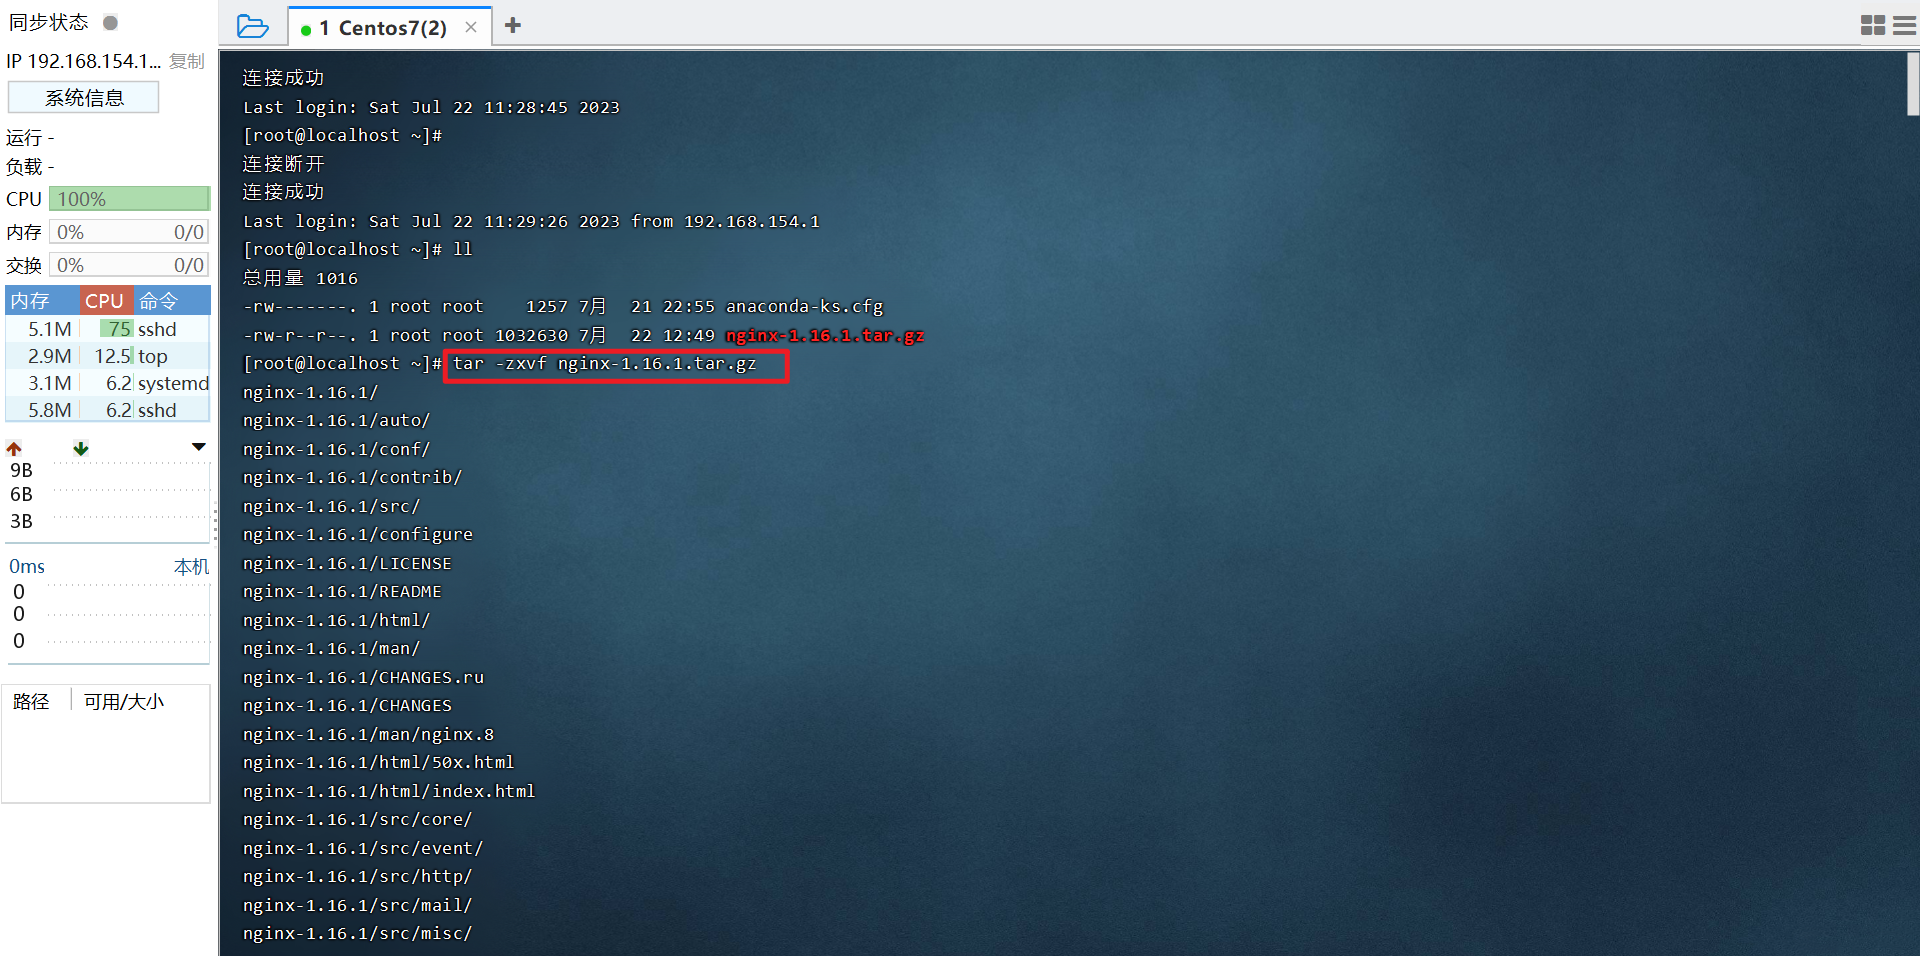 同步状态
IP 192.168.154.1... 复制
系统信息
运行 -
负载 -
CPU 100%
内存 0% 0/0
交换 0% 0/0
内存 CPU 命令
5.1M 75 sshd
2.9M 12.5 top
3.1M 6.2 systemd
5.8M 6.2 sshd
9B
6B
3B
0ms 本机
0
0
0
路径 可用/大小
1 Centos7(2)
连接成功
Last login: Sat Jul 22 11:28:45 2023
[root@localhost ~]#
连接断开
连接成功
Last login: Sat Jul 22 11:29:26 2023 from 192.168.154.1
[root@localhost ~]# ll
总用量 1016
-rw-------. 1 root root    1257 7月  21 22:55 anaconda-ks.cfg
-rw-r--r--. 1 root root 1032630 7月  22 12:49 nginx-1.16.1.tar.gz
[root@localhost ~]# tar -zxvf nginx-1.16.1.tar.gz
nginx-1.16.1/
nginx-1.16.1/auto/
nginx-1.16.1/conf/
nginx-1.16.1/contrib/
nginx-1.16.1/src/
nginx-1.16.1/configure
nginx-1.16.1/LICENSE
nginx-1.16.1/README
nginx-1.16.1/html/
nginx-1.16.1/man/
nginx-1.16.1/CHANGES.ru
nginx-1.16.1/CHANGES
nginx-1.16.1/man/nginx.8
nginx-1.16.1/html/50x.html
nginx-1.16.1/html/index.html
nginx-1.16.1/src/core/
nginx-1.16.1/src/event/
nginx-1.16.1/src/http/
nginx-1.16.1/src/mail/
nginx-1.16.1/src/misc/